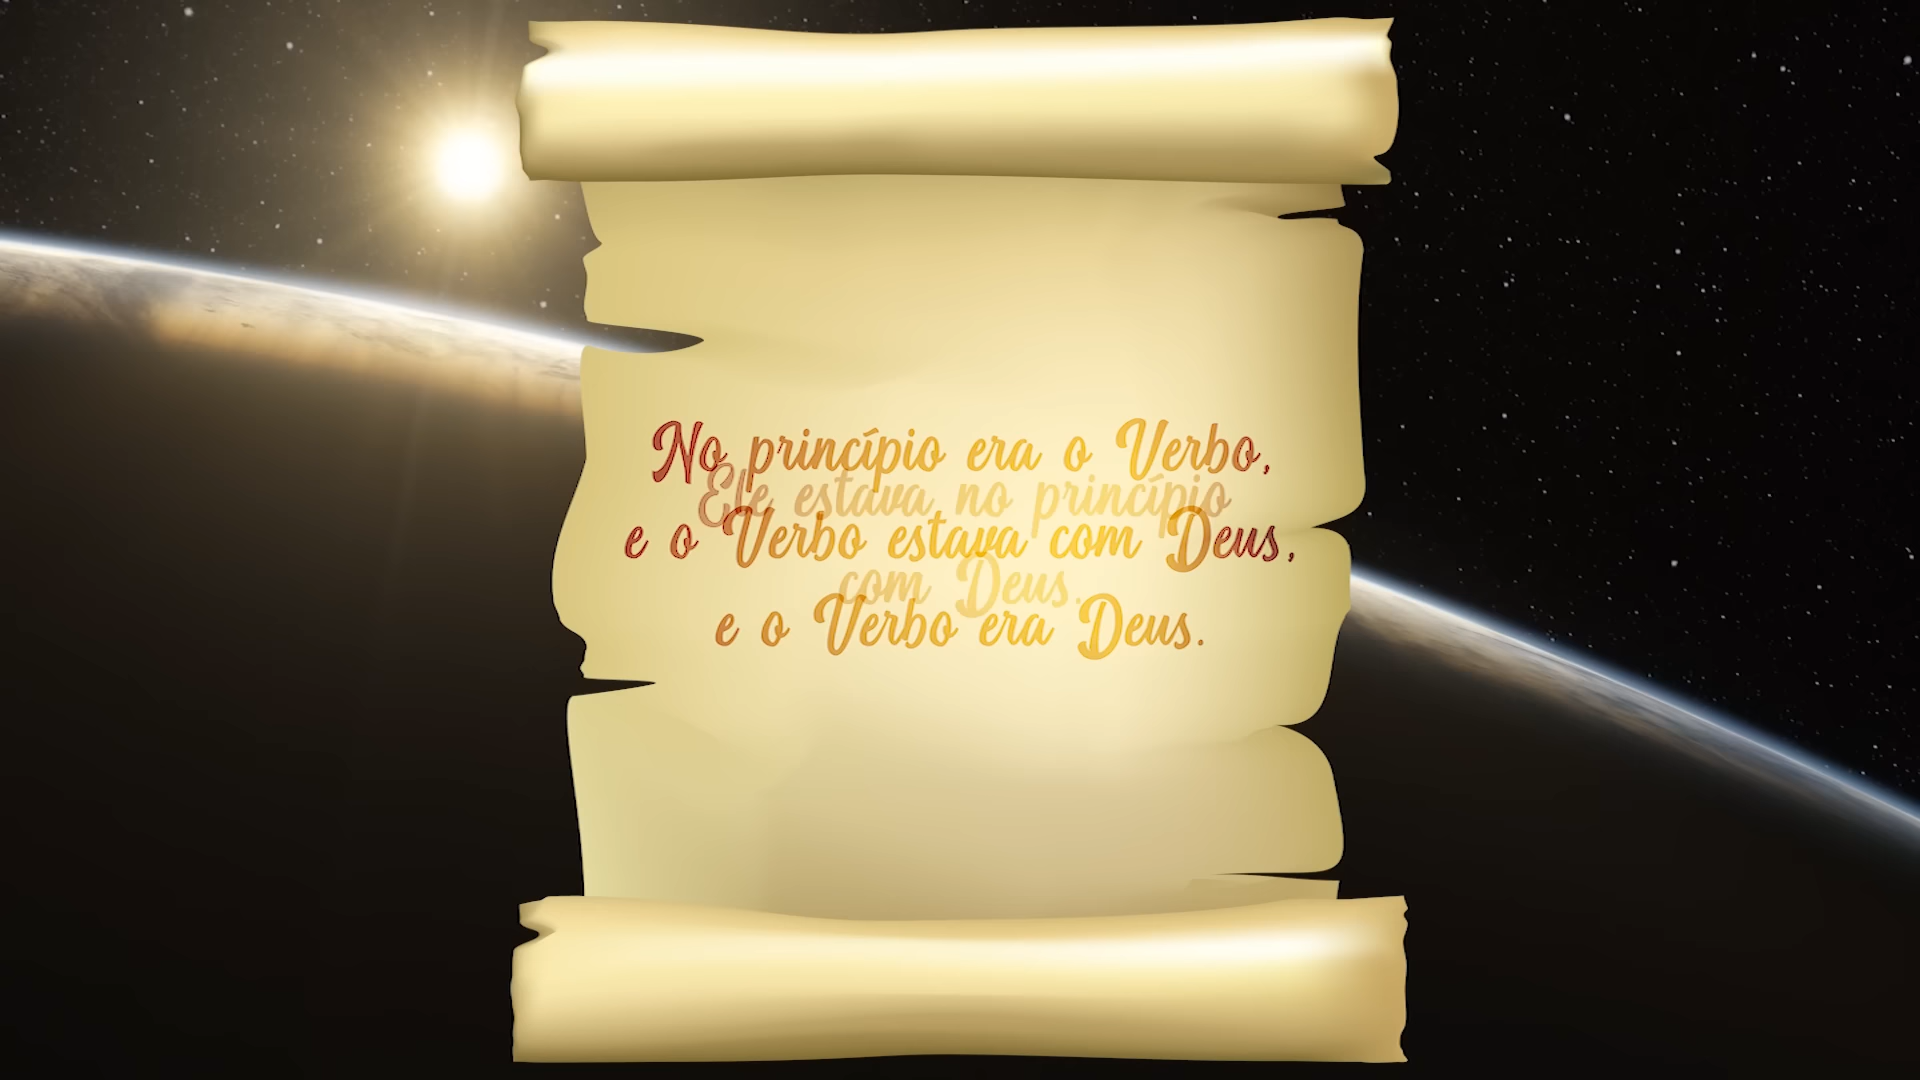 No princípio era o Verbo,
Ele estava no princípio
e o Verbo estava com Deus,
com Deus.
e o Verbo era Deus.